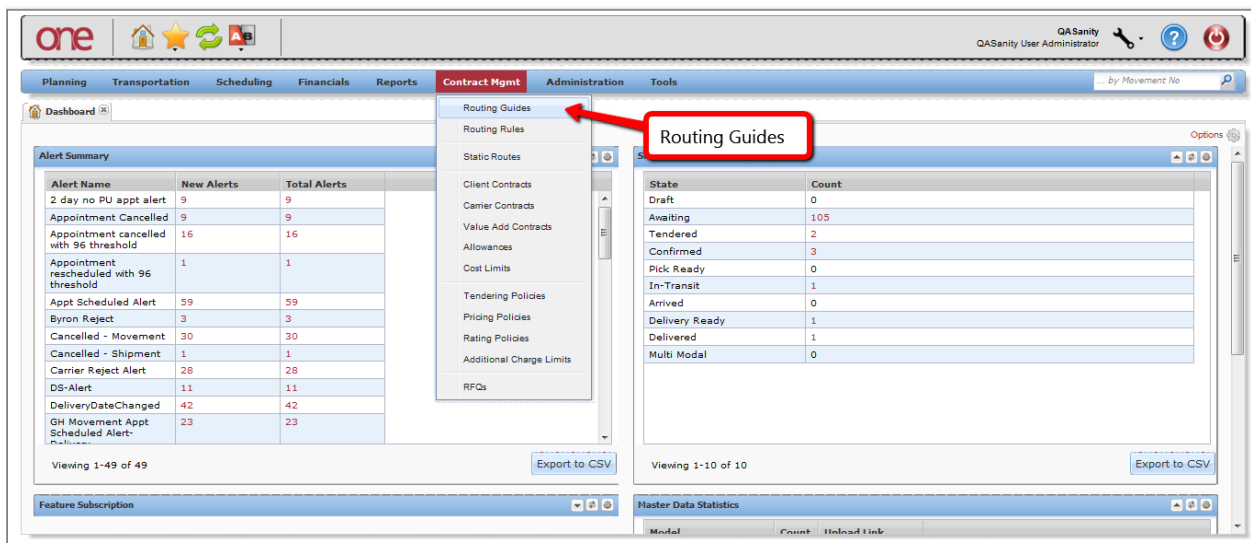 one
A B
QASanity
QASanity User Administrator
?
Planning Transportation Scheduling Financials Reports Contract Mgmt Administration Tools
... by Movement No
Dashboard
Options
Routing Guides
Routing Rules
Static Routes
Client Contracts
Carrier Contracts
Value Add Contracts
Allowances
Cost Limits
Tendering Policies
Pricing Policies
Rating Policies
Additional Charge Limits
RFQs
Routing Guides
Alert Summary
Alert Name New Alerts Total Alerts
2 day no PU appt alert 9 9
Appointment Cancelled 9 9
Appointment cancelled 16 16
with 96 threshold
Appointment 1 1
rescheduled with 96
threshold
Appt Scheduled Alert 59 59
Byron Reject 3 3
Cancelled - Movement 30 30
Cancelled - Shipment 1 1
Carrier Reject Alert 28 28
DS-Alert 11 11
DeliveryDateChanged 42 42
GH Movement Appt 23 23
Scheduled Alert-
Delivery
Viewing 1-49 of 49
Export to CSV
State Count
Draft 0
Awaiting 105
Tendered 2
Confirmed 3
Pick Ready 0
In-Transit 1
Arrived 0
Delivery Ready 1
Delivered 1
Multi Modal 0
Viewing 1-10 of 10
Export to CSV
Feature Subscription
Master Data Statistics
Model Count Upload Link